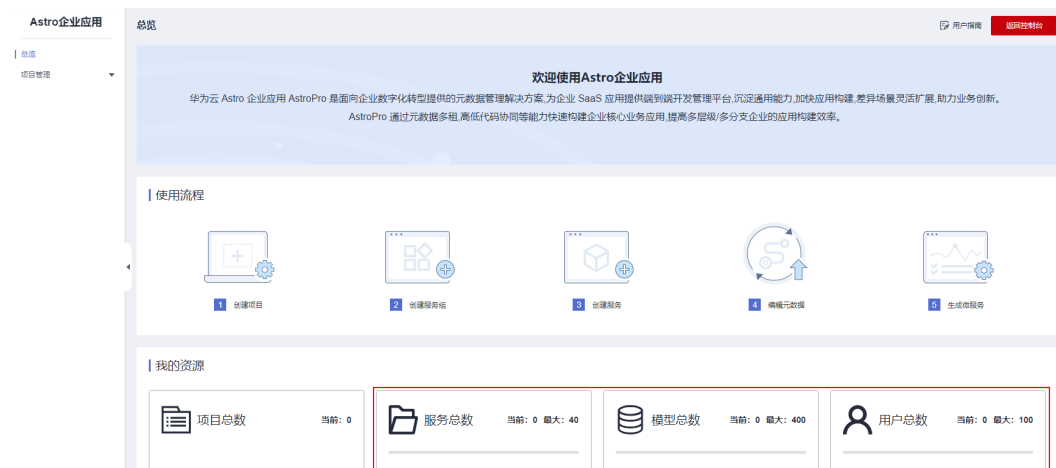 Astro企业应用
总览
用户指南
返回控制台
总览
项目管理
欢迎使用Astro企业应用
华为云 Astro 企业应用 AstroPro 是面向企业数字化转型提供的元数据管理解决方案,为企业 SaaS 应用提供端到端开发管理平台,沉淀通用能力,加快应用构建,差异场景灵活扩展,助力业务创新。
AstroPro 通过元数据多租,高低代码协同等能力快速构建企业核心业务应用,提高多层级/多分支企业的应用构建效率。
使用流程
1 创建项目
2 创建服务组
3 创建服务
4 编辑元数据
5 生成微服务
我的资源
项目总数 当前: 0
服务总数 当前: 0 最大: 40
模型总数 当前: 0 最大: 400
用户总数 当前: 0 最大: 100